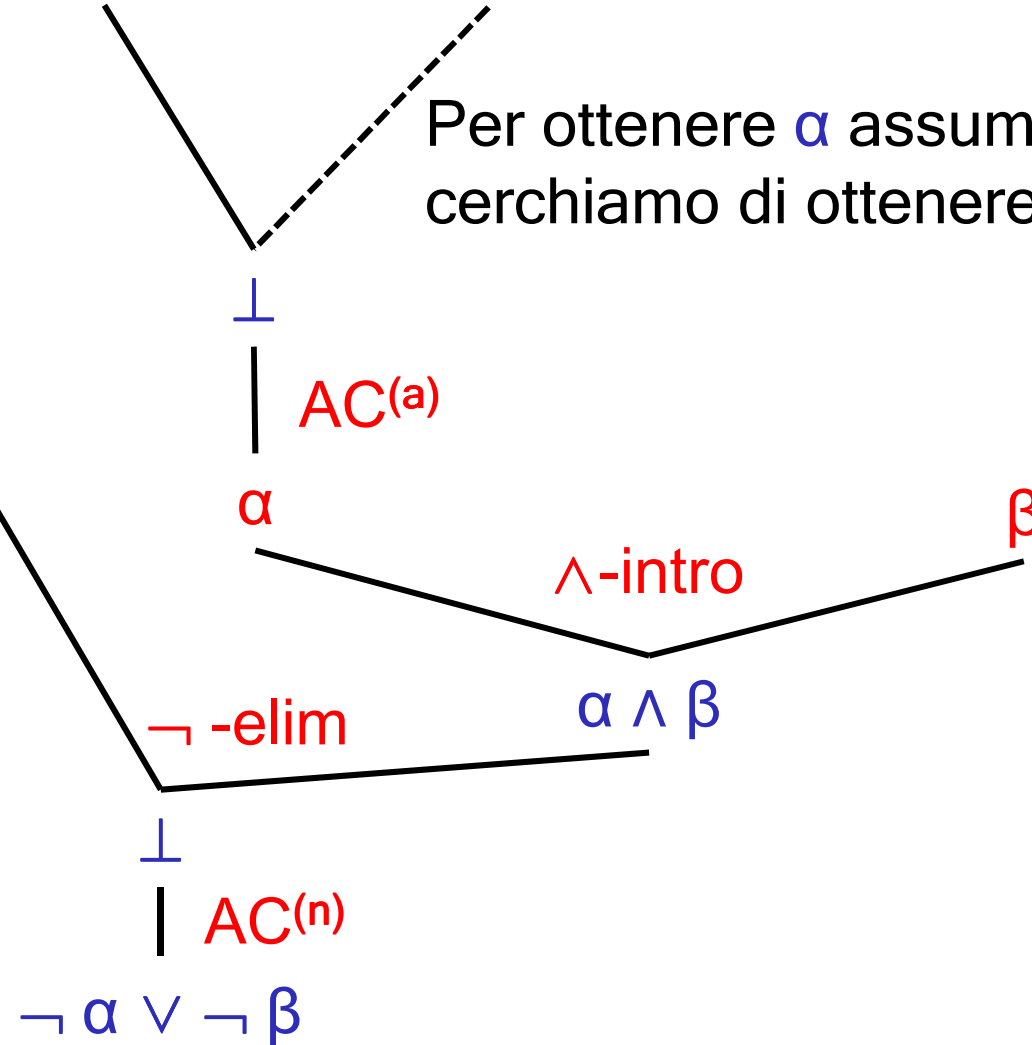 Per ottenere α assum
cerchiamo di ottenere
⊥
AC(a)
α
β
∧-intro
α ∧ β
¬ -elim
⊥
AC(n)
¬ α ∨ ¬ β